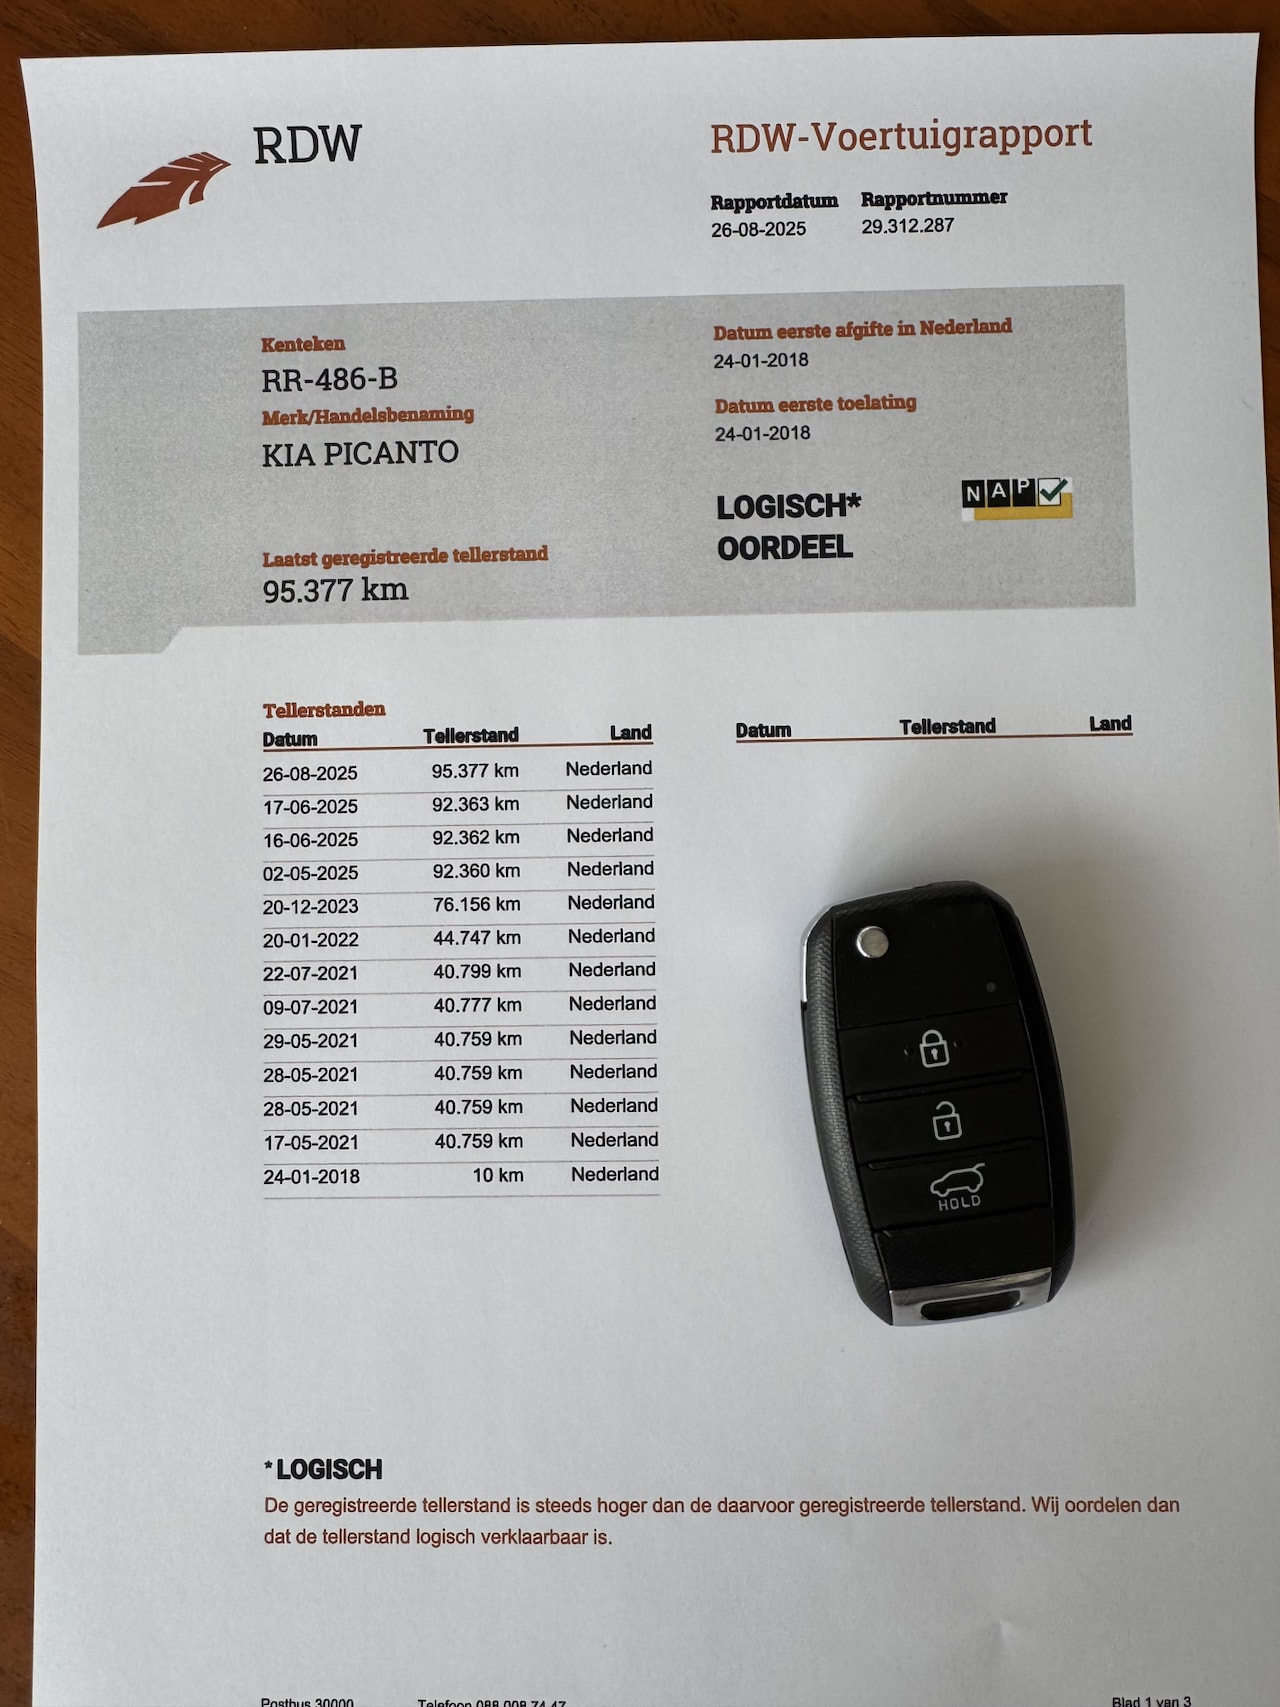 RDW
RDW-Voertuigrapport
Rapportdatum Rapportnummer
26-08-2025 29.312.287
Kenteken
RR-486-B
Merk/Handelsbenaming
KIA PICANTO
Laatst geregistreerde tellerstand
95.377 km
Datum eerste afgifte in Nederland
24-01-2018
Datum eerste toelating
24-01-2018
LOGISCH*
OORDEEL
NAP
Tellerstanden
Datum Tellerstand Land
26-08-2025 95.377 km Nederland
17-06-2025 92.363 km Nederland
16-06-2025 92.362 km Nederland
02-05-2025 92.360 km Nederland
20-12-2023 76.156 km Nederland
20-01-2022 44.747 km Nederland
22-07-2021 40.799 km Nederland
09-07-2021 40.777 km Nederland
29-05-2021 40.759 km Nederland
28-05-2021 40.759 km Nederland
28-05-2021 40.759 km Nederland
17-05-2021 40.759 km Nederland
24-01-2018 10 km Nederland
Datum Tellerstand Land
HOLD
* LOGISCH
De geregistreerde tellerstand is steeds hoger dan de daarvoor geregistreerde tellerstand. Wij oordelen dan
dat de tellerstand logisch verklaarbaar is.
Postbus 30000 Telefoon 088 008 74 47 Blad 1 van 3